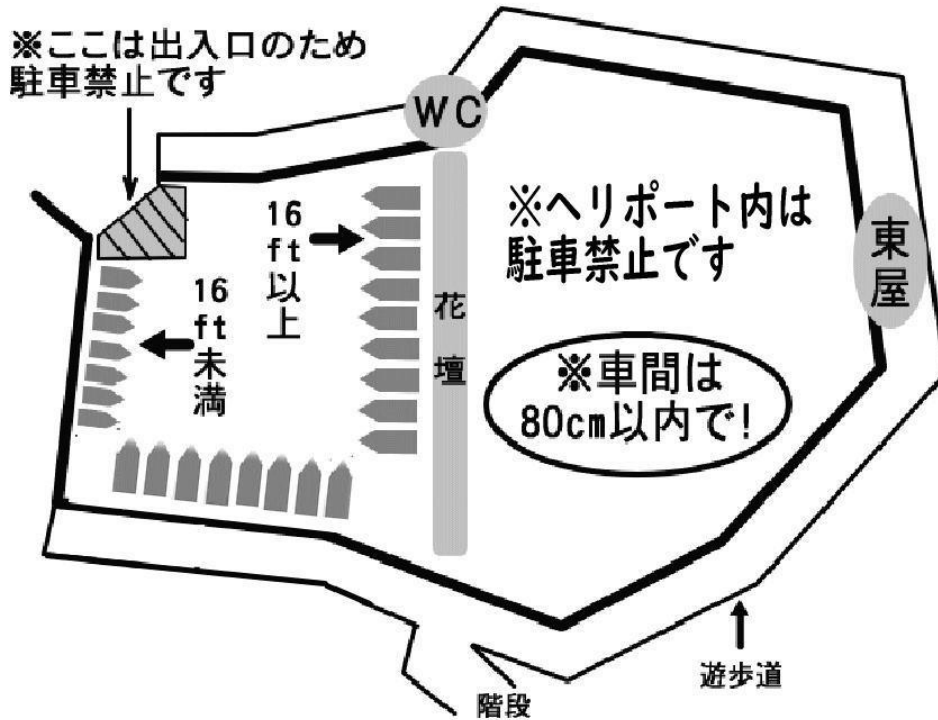 ※ここは出入口のため
駐車禁止です
WC
16
ft
以上
※ヘリポート内は
駐車禁止です
東屋
16
ft
未満
花壇
※車間は
80cm以内で!
遊歩道
階段